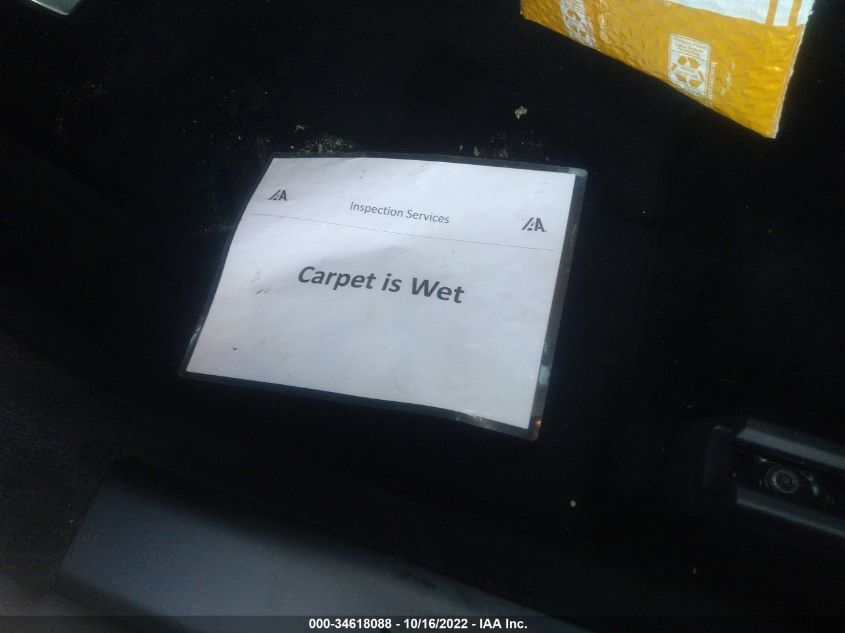 IAA
Inspection Services
IAA
Carpet is Wet
000-34618088 - 10/16/2022 - IAA Inc.